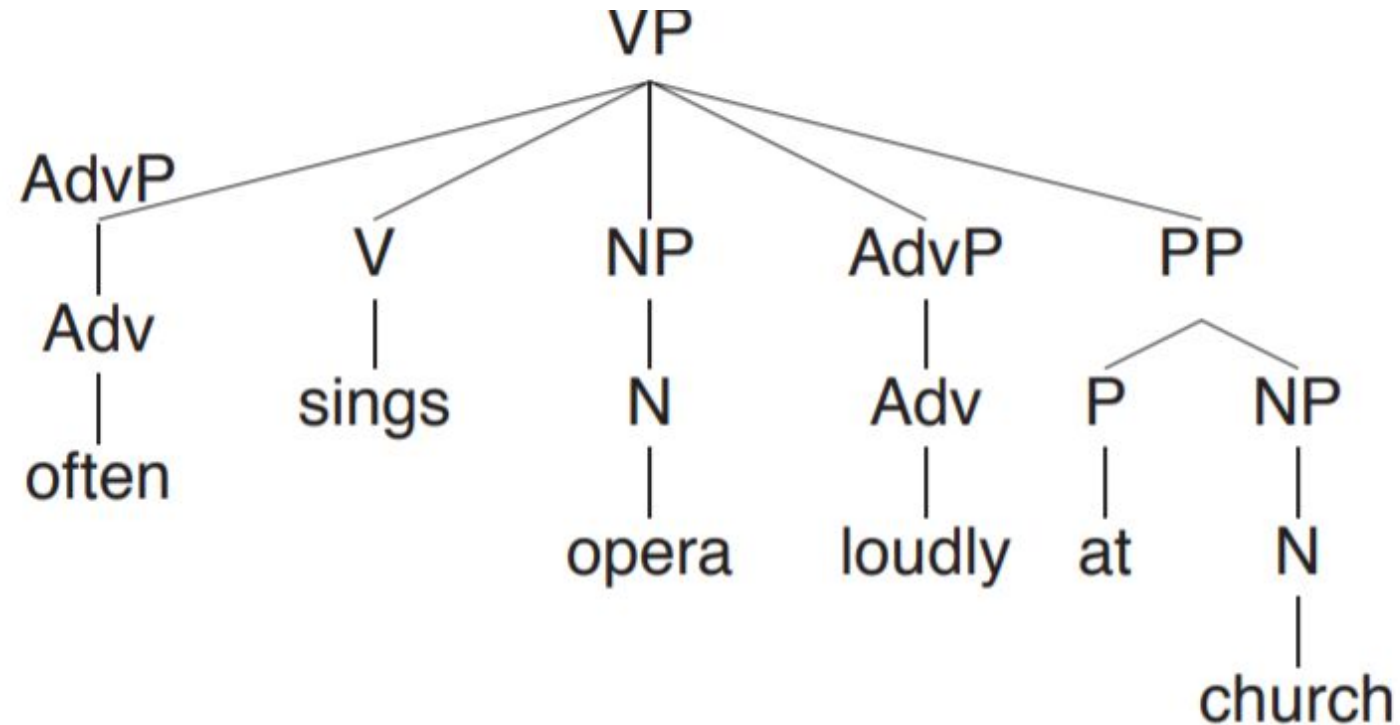 VP
AdvP
V NP AdvP PP
Adv
sings N Adv P NP
often
opera loudly at N
church